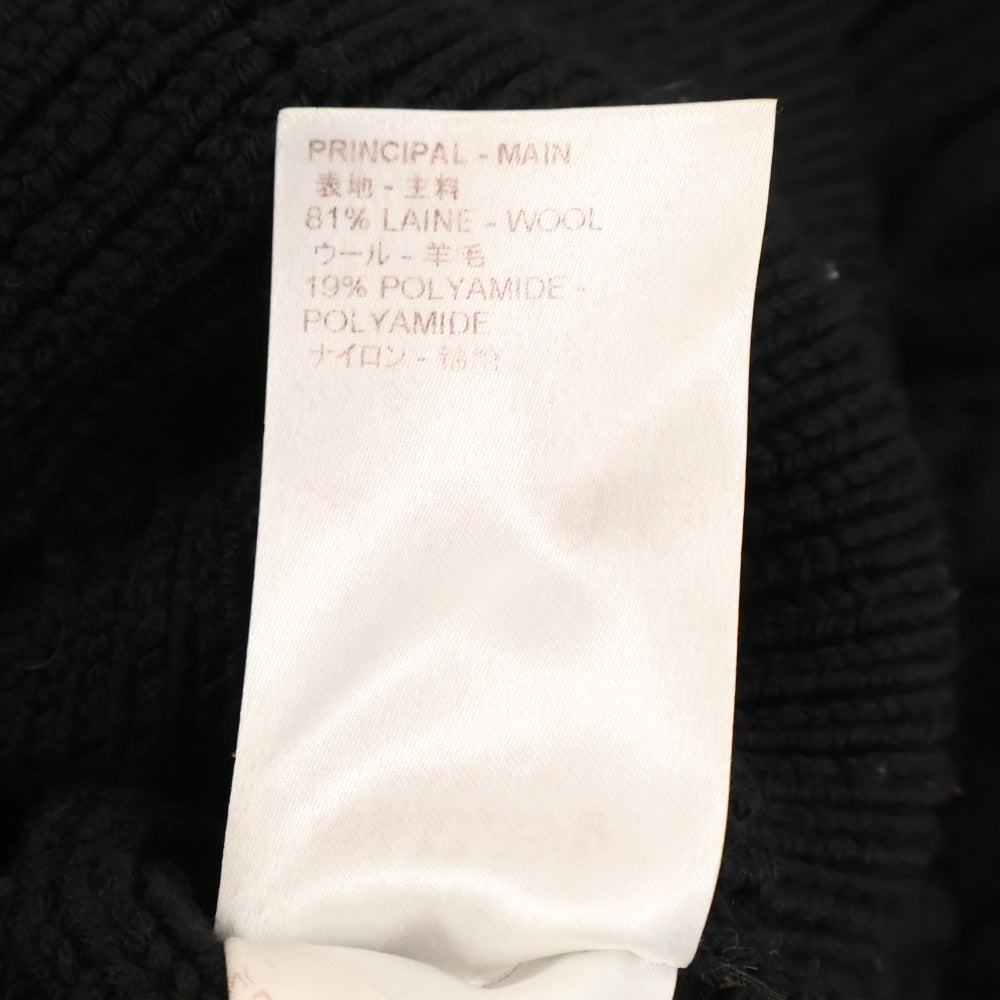 PRINCIPAL - MAIN
表地 - 主料
81% LAINE - WOOL
ウール - 羊毛
19% POLYAMIDE -
POLYAMIDE
ナイロン - 锦纶